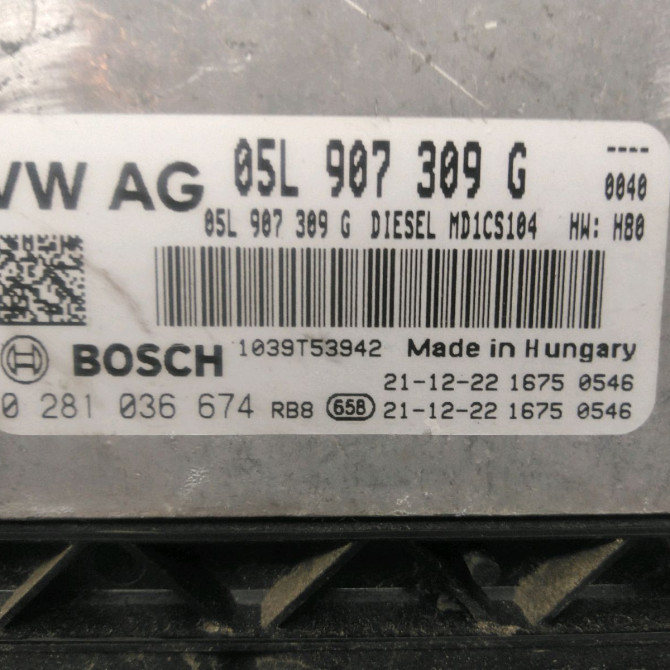 VW AG 05L 907 309 G ----
0040
05L 907 309 G DIESEL MD1CS104 HW: H80
BOSCH 1039T53942 Made in Hungary
21-12-22 1675 0546
0 281 036 674 RB8 658 21-12-22 1675 0546